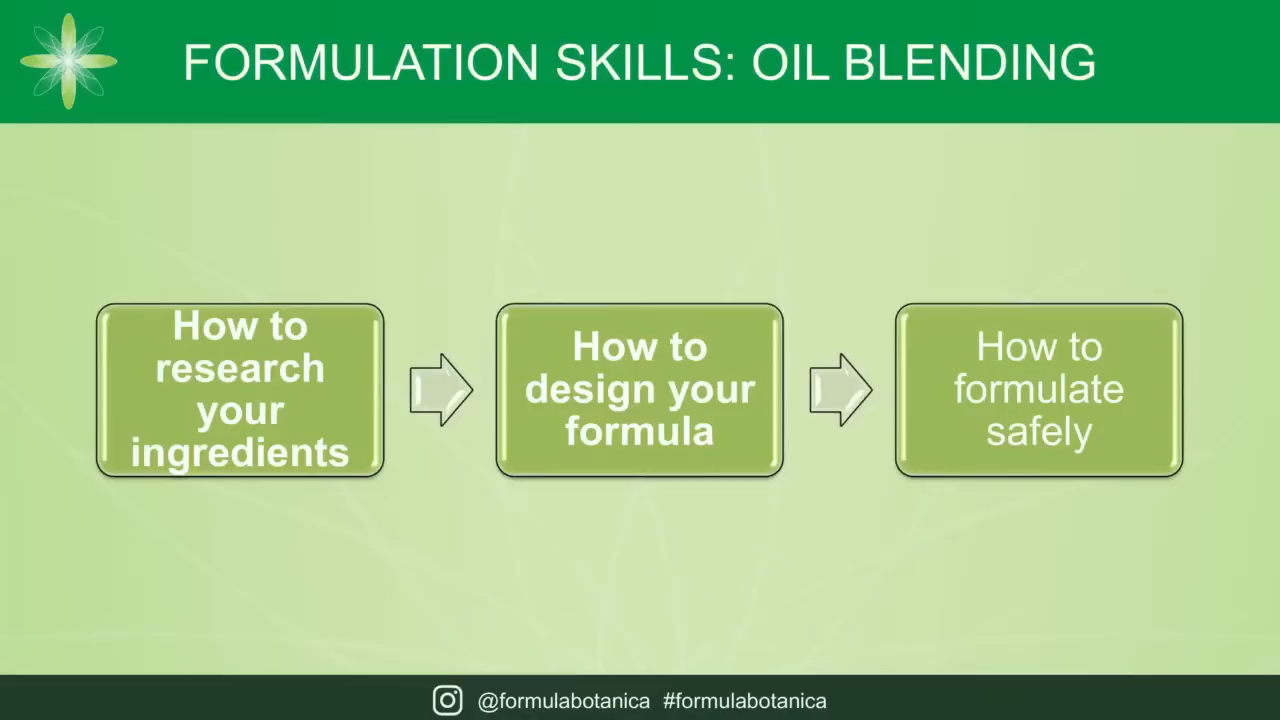 FORMULATION SKILLS: OIL BLENDING
How to
research
your
ingredients
How to
design your
formula
How to
formulate
safely
@formulabotanica #formulabotanica